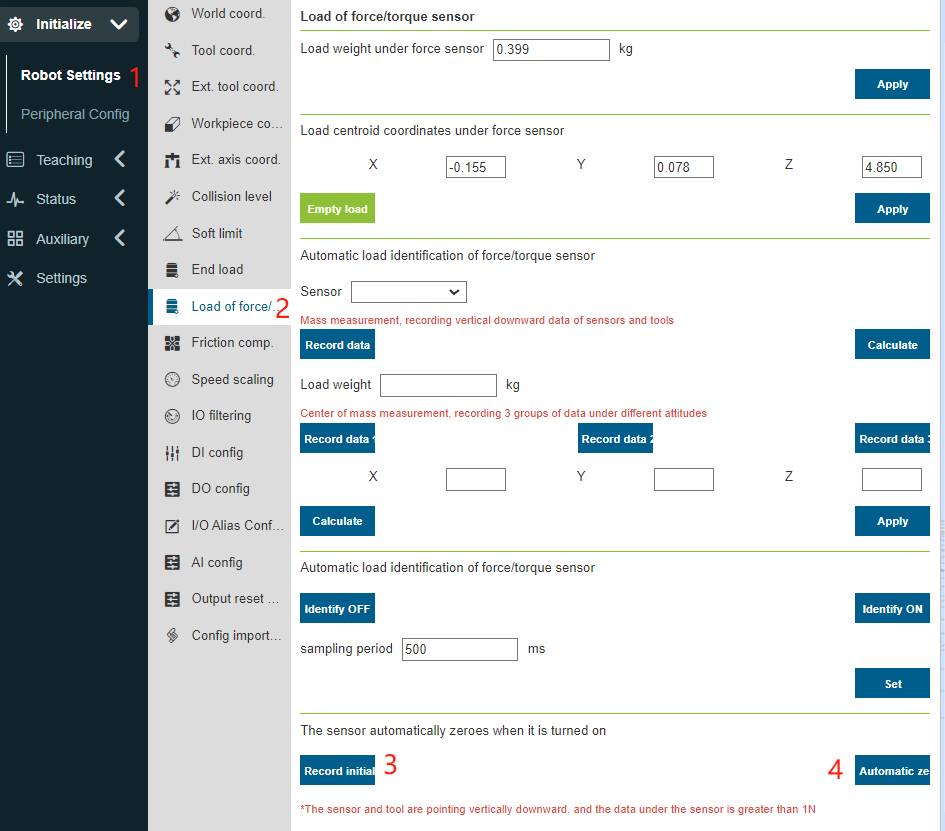 Initialize
Robot Settings 1
Peripheral Config
Teaching
Status
Auxiliary
Settings
World coord.
Tool coord.
Ext. tool coord.
Workpiece co...
Ext. axis coord.
Collision level
Soft limit
End load
Load of force/... 2
Friction comp.
Speed scaling
IO filtering
DI config
DO config
I/O Alias Conf...
AI config
Output reset ...
Config import...
Load of force/torque sensor
Load weight under force sensor 0.399 kg
Apply
Load centroid coordinates under force sensor
X -0.155 Y 0.078 Z 4.850
Empty load Apply
Automatic load identification of force/torque sensor
Sensor
Mass measurement, recording vertical downward data of sensors and tools
Record data Calculate
Load weight kg
Center of mass measurement, recording 3 groups of data under different attitudes
Record data 1 Record data 2 Record data 3
X Y Z
Calculate Apply
Automatic load identification of force/torque sensor
Identify OFF Identify ON
sampling period 500 ms
Set
The sensor automatically zeroes when it is turned on
Record initial 3 4 Automatic ze
*The sensor and tool are pointing vertically downward, and the data under the sensor is greater than 1N